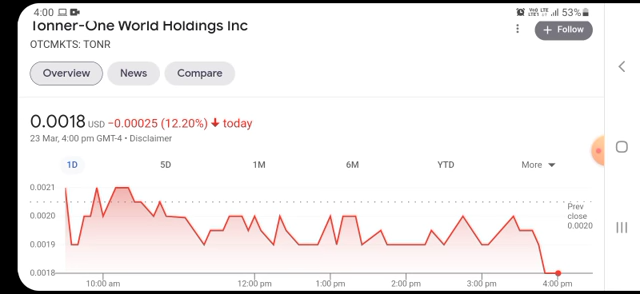 4:00 53%
Tonner-One World Holdings Inc
OTCMKTS: TONR
+ Follow
Overview News Compare
0.0018 USD −0.00025 (12.20%) today
23 Mar, 4:00 pm GMT-4 • Disclaimer
1D 5D 1M 6M YTD More
0.0021
Prev
close
0.0020
0.0020
0.0019
0.0018
10:00 am 12:00 pm 1:00 pm 2:00 pm 3:00 pm 4:00 pm